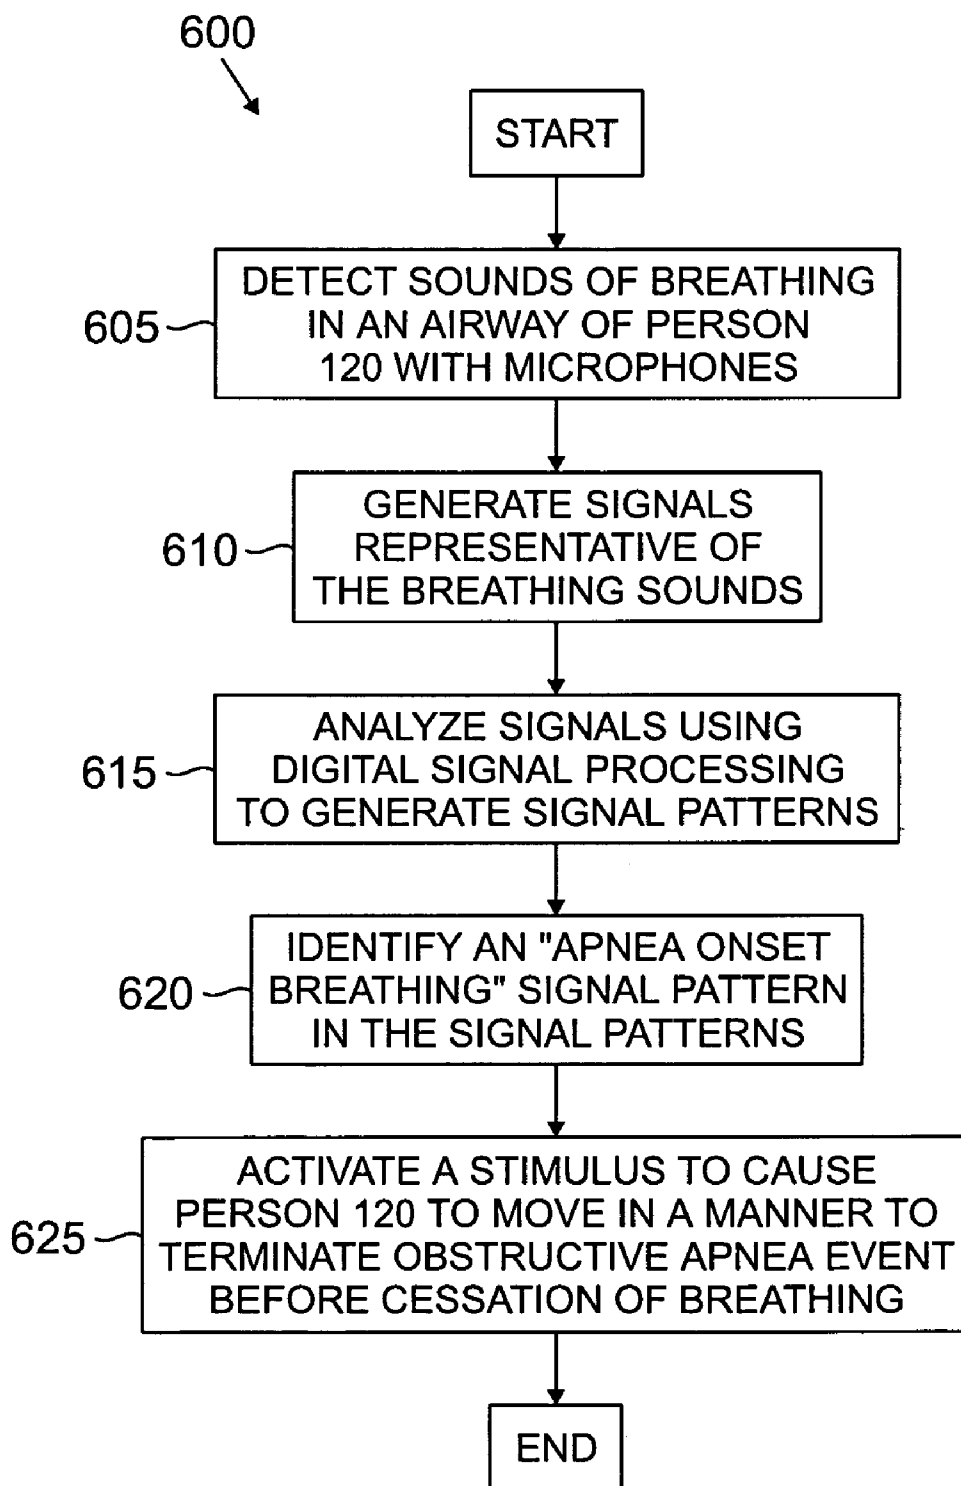 600
START
605
DETECT SOUNDS OF BREATHING
IN AN AIRWAY OF PERSON
120 WITH MICROPHONES
610
GENERATE SIGNALS
REPRESENTATIVE OF
THE BREATHING SOUNDS
615
ANALYZE SIGNALS USING
DIGITAL SIGNAL PROCESSING
TO GENERATE SIGNAL PATTERNS
620
IDENTIFY AN "APNEA ONSET
BREATHING" SIGNAL PATTERN
IN THE SIGNAL PATTERNS
625
ACTIVATE A STIMULUS TO CAUSE
PERSON 120 TO MOVE IN A MANNER TO
TERMINATE OBSTRUCTIVE APNEA EVENT
BEFORE CESSATION OF BREATHING
END